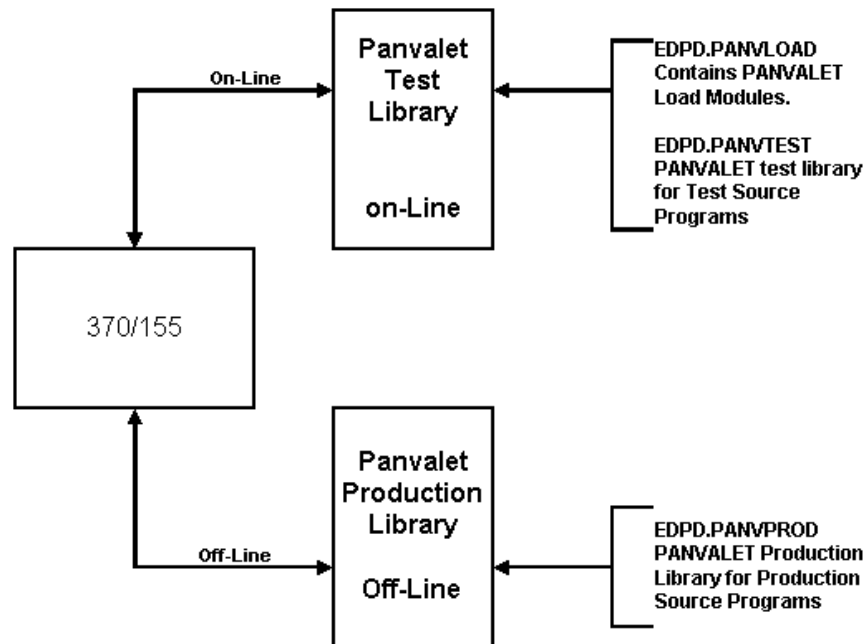 Panvalet
Test
Library
on-Line
On-Line
EDPD.PANVLOAD
Contains PANVALET
Load Modules.
EDPD.PANVTEST
PANVALET test library
for Test Source
Programs
370/155
Panvalet
Production
Library
Off-Line
Off-Line
EDPD.PANVPROD
PANVALET Production
Library for Production
Source Programs